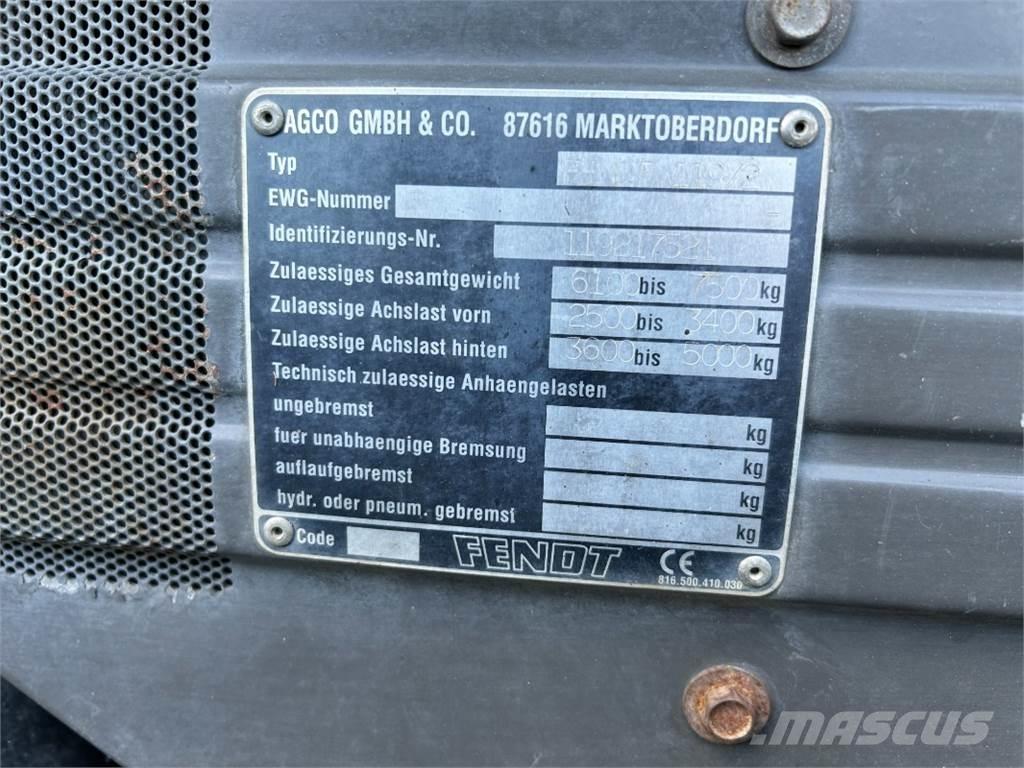 AGCO GMBH & CO. 87616 MARKTOBERDORF
Typ
EWG-Nummer -
Identifizierungs-Nr.
Zulaessiges Gesamtgewicht 6100 bis 7500 kg
Zulaessige Achslast vorn 2500 bis 3400 kg
Zulaessige Achslast hinten 3600 bis 5000 kg
Technisch zulaessige Anhaengelasten
ungebremst kg
fuer unabhaengige Bremsung kg
auflaufgebremst kg
hydr. oder pneum. gebremst kg
Code FENDT CE
816.500.410.030
MASCUS